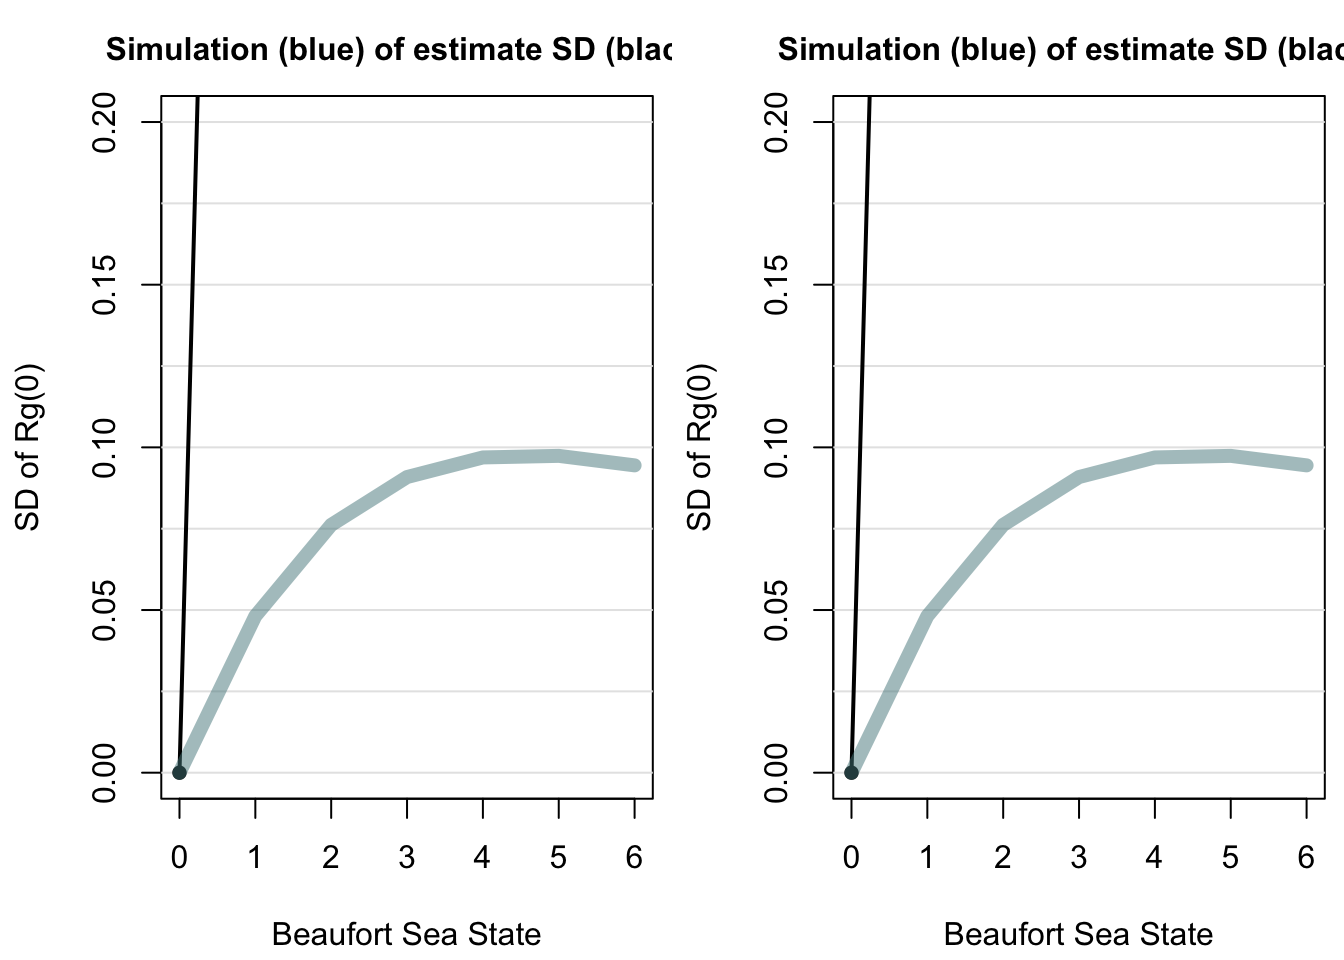 Simulation (blue) of estimate SD (blac
SD of Rg(0)
0.20
0.15
0.10
0.05
0.00
0 1 2 3 4 5 6
Beaufort Sea State
Simulation (blue) of estimate SD (blac
SD of Rg(0)
0.20
0.15
0.10
0.05
0.00
0 1 2 3 4 5 6
Beaufort Sea State